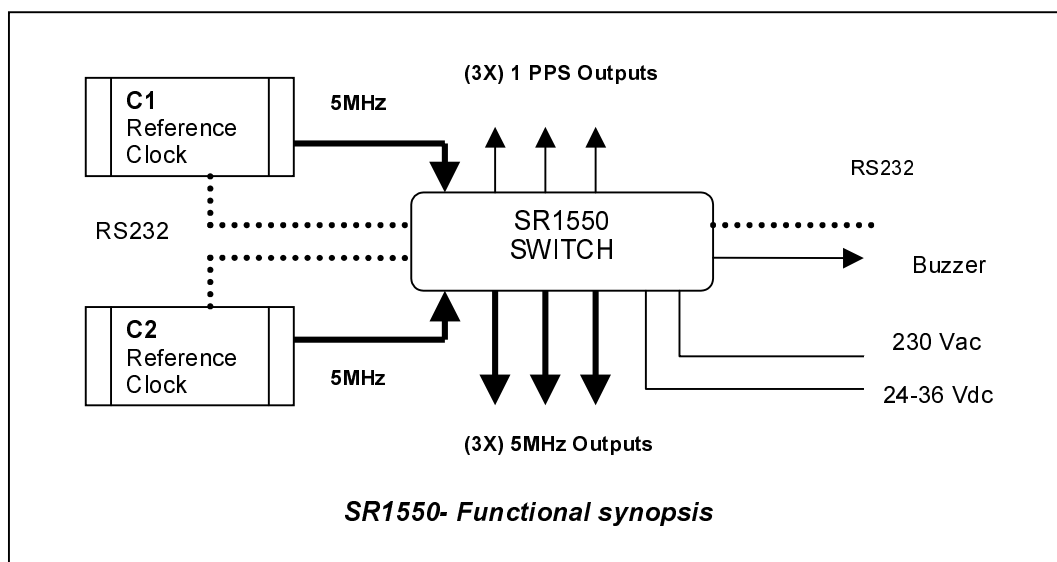 (3X) 1 PPS Outputs
C1
Reference
Clock
5MHz
RS232
SR1550
SWITCH
RS232
Buzzer
C2
Reference
Clock
5MHz
230 Vac
24-36 Vdc
(3X) 5MHz Outputs
SR1550- Functional synopsis